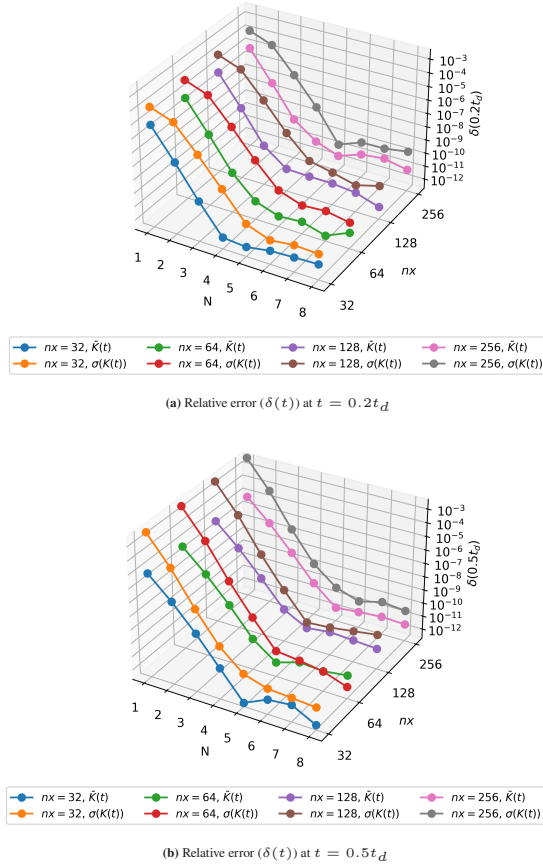 10⁻³
10⁻⁴
10⁻⁵
10⁻⁶
10⁻⁷
10⁻⁸
10⁻⁹
10⁻¹⁰
10⁻¹¹
10⁻¹²
δ(0.2t_d)
1 2 3 4 5 6 7 8
N
32 64 128 256
nx
nx = 32, K̄(t) nx = 64, K̄(t) nx = 128, K̄(t) nx = 256, K̄(t)
nx = 32, σ(K(t)) nx = 64, σ(K(t)) nx = 128, σ(K(t)) nx = 256, σ(K(t))
(a) Relative error (δ(t)) at t = 0.2t_d
10⁻³
10⁻⁴
10⁻⁵
10⁻⁶
10⁻⁷
10⁻⁸
10⁻⁹
10⁻¹⁰
10⁻¹¹
10⁻¹²
δ(0.5t_d)
1 2 3 4 5 6 7 8
N
32 64 128 256
nx
nx = 32, K̄(t) nx = 64, K̄(t) nx = 128, K̄(t) nx = 256, K̄(t)
nx = 32, σ(K(t)) nx = 64, σ(K(t)) nx = 128, σ(K(t)) nx = 256, σ(K(t))
(b) Relative error (δ(t)) at t = 0.5t_d